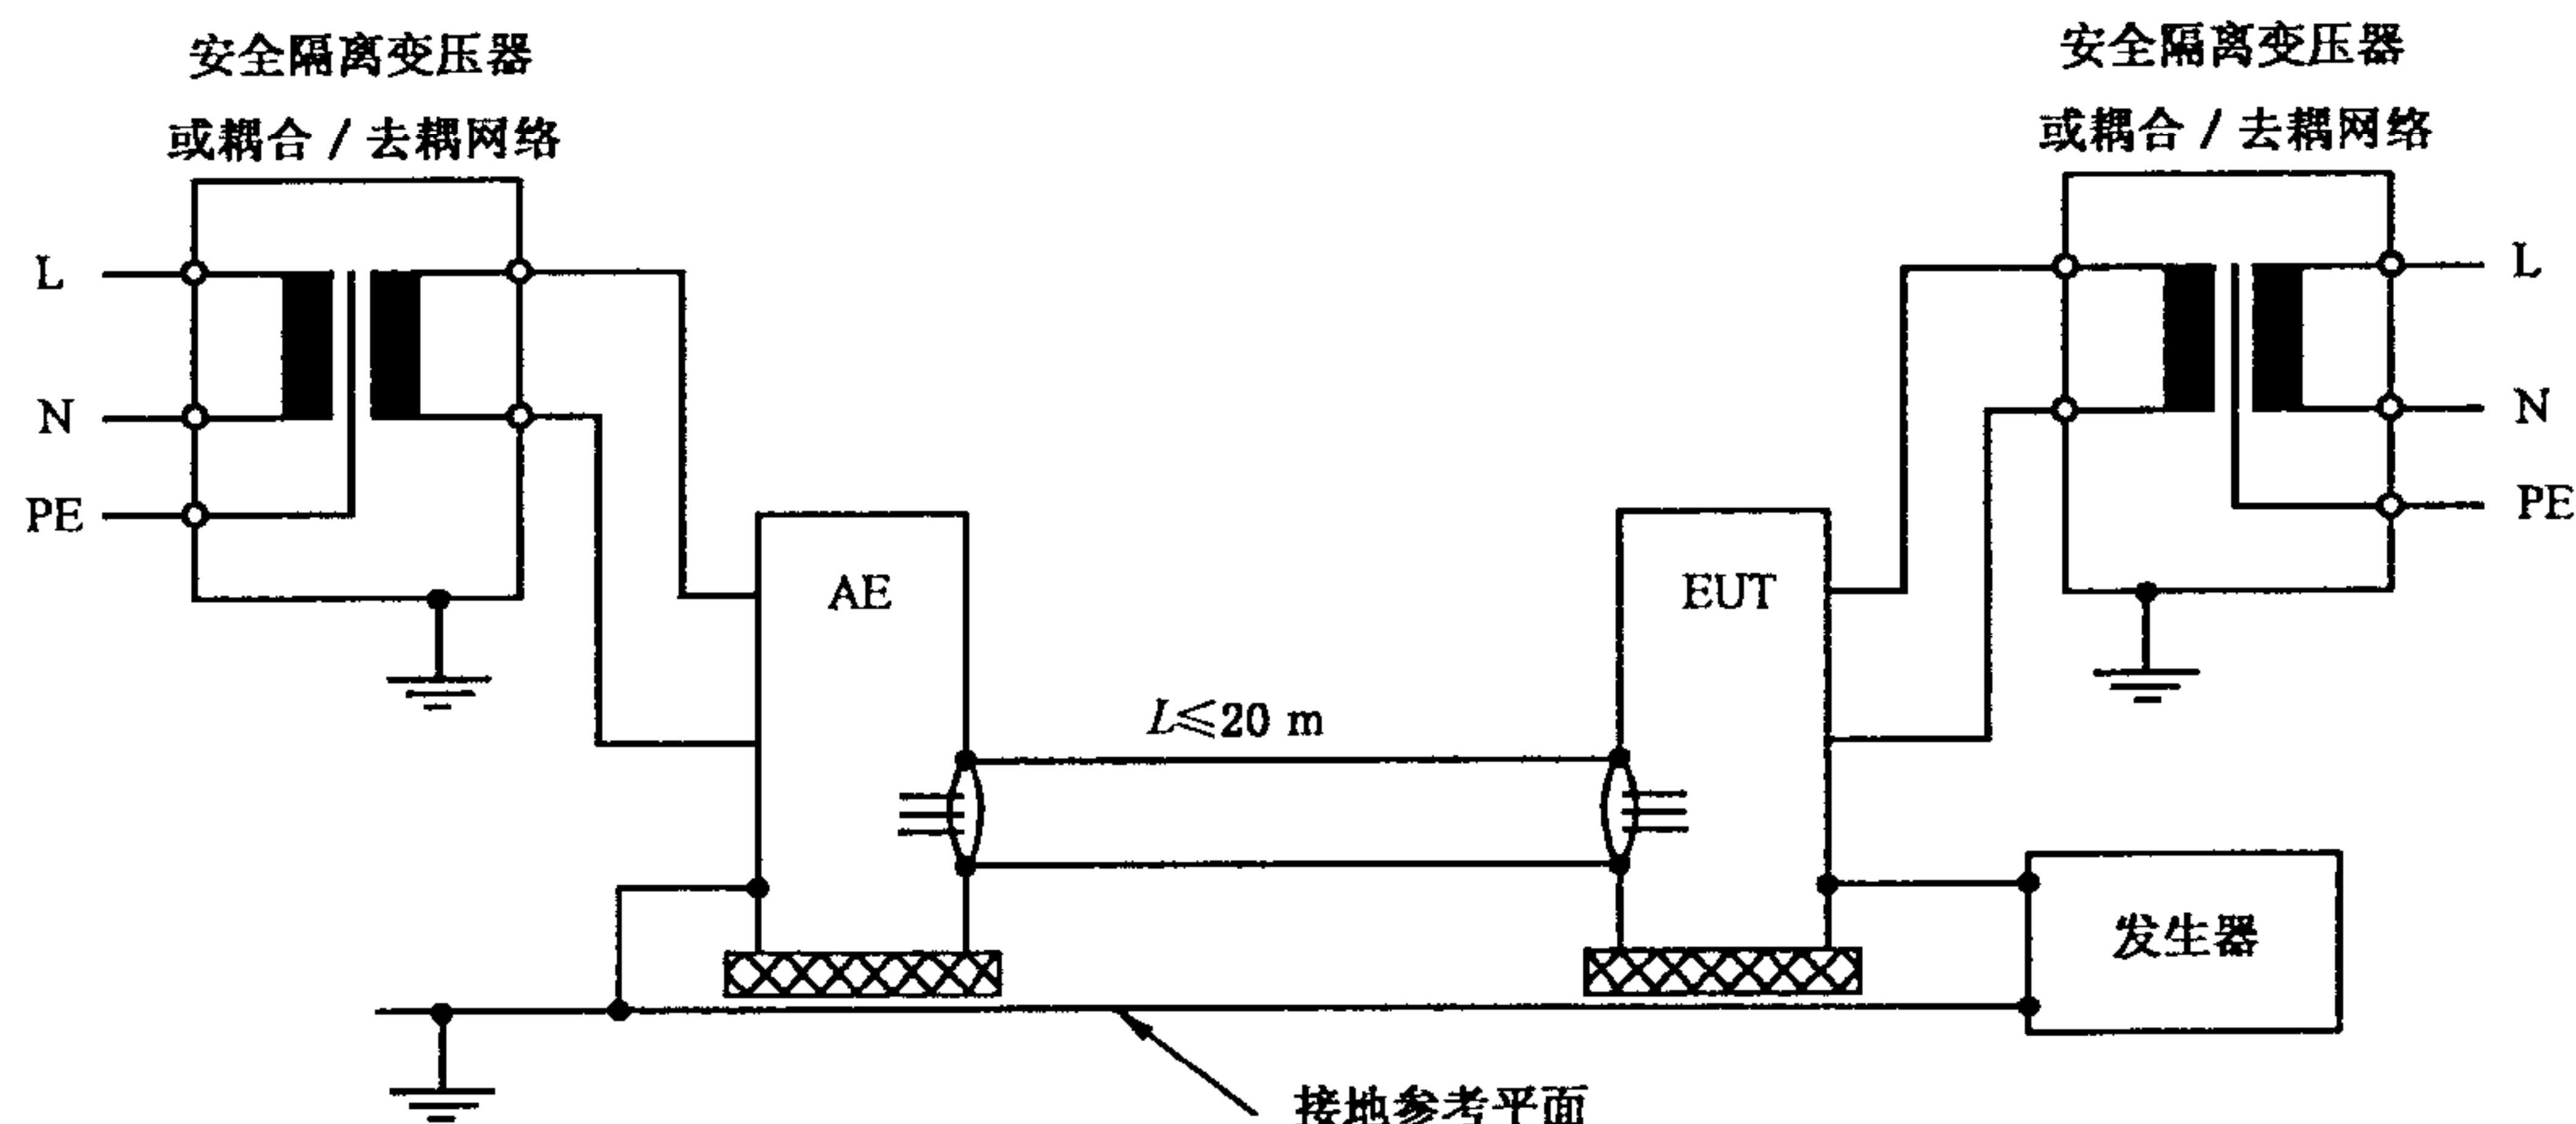 安全隔离变压器
或耦合 / 去耦网络
安全隔离变压器
或耦合 / 去耦网络
L
N
PE
L
N
PE
AE
EUT
L≤20 m
发生器
接地参考平面